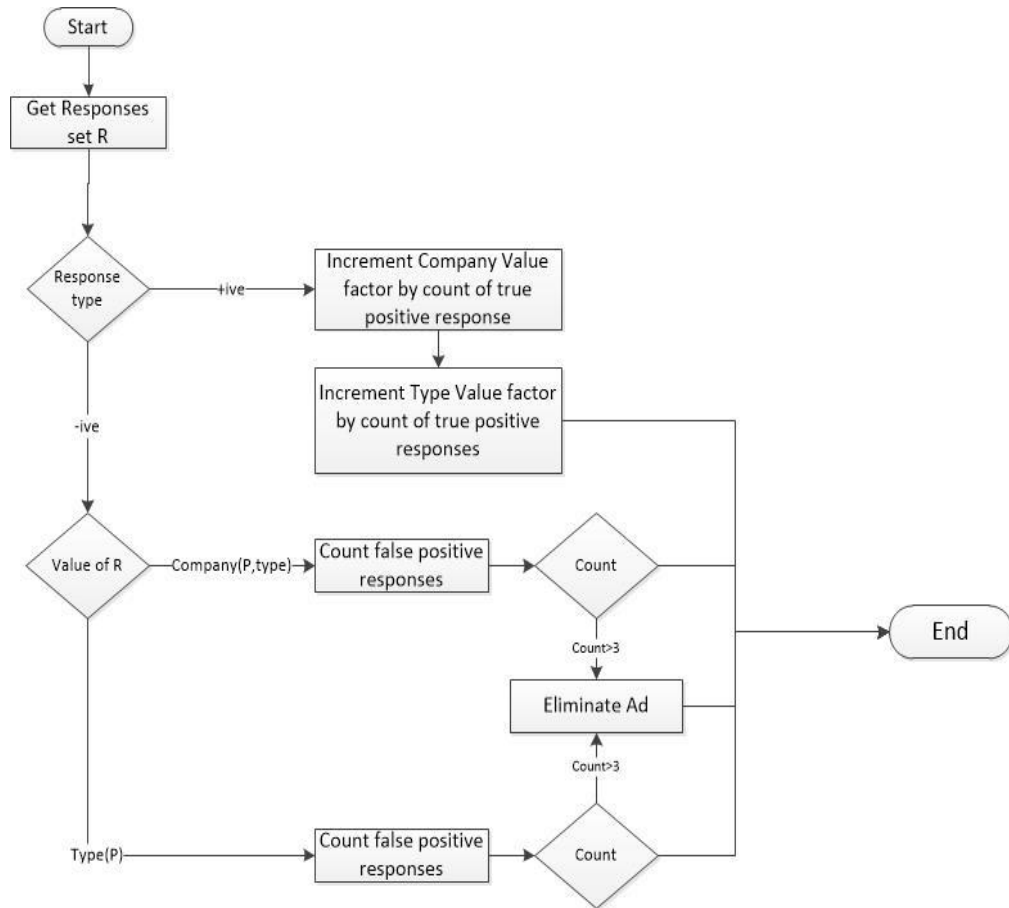 Start
Get Responses
set R
Response
type
+ive
Increment Company Value
factor by count of true
positive response
Increment Type Value factor
by count of true positive
responses
-ive
Value of R
Company(P,type)
Count false positive
responses
Count
Count>3
End
Eliminate Ad
Count>3
Type(P)
Count false positive
responses
Count